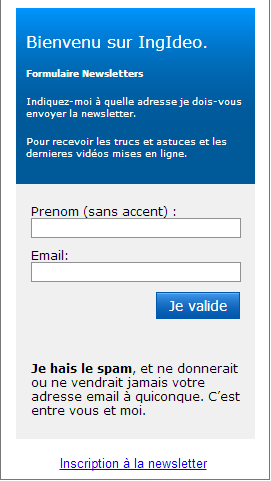 Bienvenu sur IngIdeo.
Formulaire Newsletters
Indiquez-moi à quelle adresse je dois-vous
envoyer la newsletter.
Pour recevoir les trucs et astuces et les
dernieres vidéos mises en ligne.
Prenom (sans accent) :
Email:
Je valide
Je hais le spam, et ne donnerait
ou ne vendrait jamais votre
adresse email à quiconque. C’est
entre vous et moi.
Inscription à la newsletter